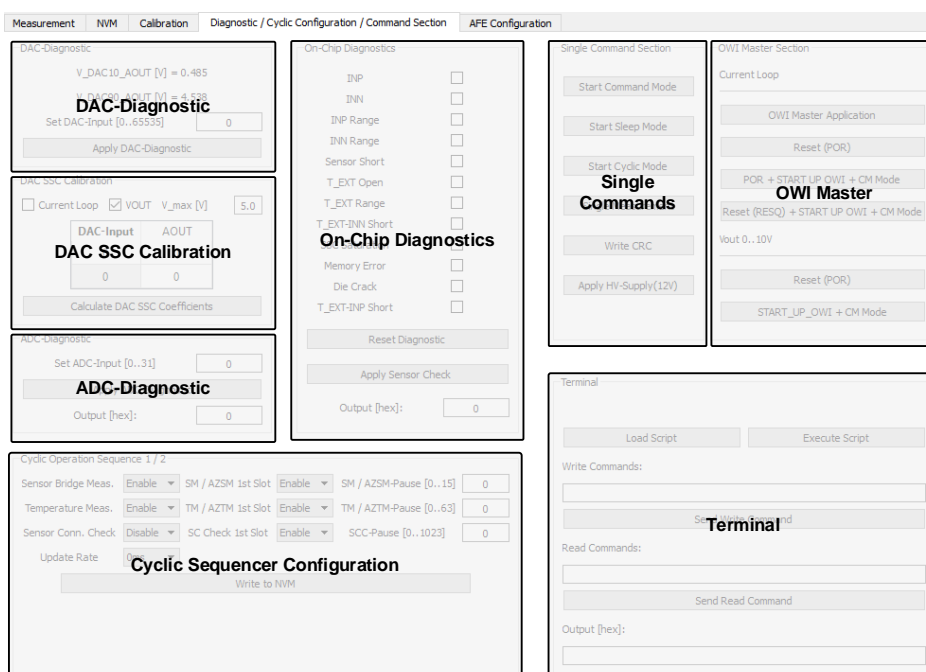 Measurement NVM Calibration Diagnostic / Cyclic Configuration / Command Section AFE Configuration
DAC-Diagnostic
V_DAC10_AOUT [V] = 0.485
V_DAC90_AOUT [V] = 4.538
DAC-Diagnostic
Set DAC-Input [0..65535] 0
Apply DAC-Diagnostic
DAC SSC Calibration
Current Loop VOUT V_max [V] 5.0
DAC-Input AOUT
DAC SSC Calibration
0 0
Calculate DAC SSC Coefficients
ADC-Diagnostic
Set ADC-Input [0..31] 0
ADC-Diagnostic
Output [hex]: 0
On-Chip Diagnostics
INP
INN
INP Range
INN Range
Sensor Short
T_EXT Open
T_EXT Range
T_EXT-INN Short
On-Chip Diagnostics
Memory Error
Die Crack
T_EXT-INP Short
Reset Diagnostic
Apply Sensor Check
Output [hex]: 0
Single Command Section
Start Command Mode
Start Sleep Mode
Start Cyclic Mode
Single
Commands
Write CRC
Apply HV-Supply(12V)
OWI Master Section
Current Loop
OWI Master Application
Reset (POR)
POR + START UP OWI + CM Mode
OWI Master
Reset (RESQ) + START UP OWI + CM Mode
Vout 0..10V
Reset (POR)
START_UP_OWI + CM Mode
Cyclic Operation Sequence 1 / 2
Sensor Bridge Meas. Enable SM / AZSM 1st Slot Enable SM / AZSM-Pause [0..15] 0
Temperature Meas. Enable TM / AZTM 1st Slot Enable TM / AZTM-Pause [0..63] 0
Sensor Conn. Check Disable SC Check 1st Slot Enable SCC-Pause [0..1023] 0
Update Rate 0ms
Cyclic Sequencer Configuration
Write to NVM
Terminal
Load Script Execute Script
Write Commands:
Send Write Command
Terminal
Read Commands:
Send Read Command
Output [hex]: